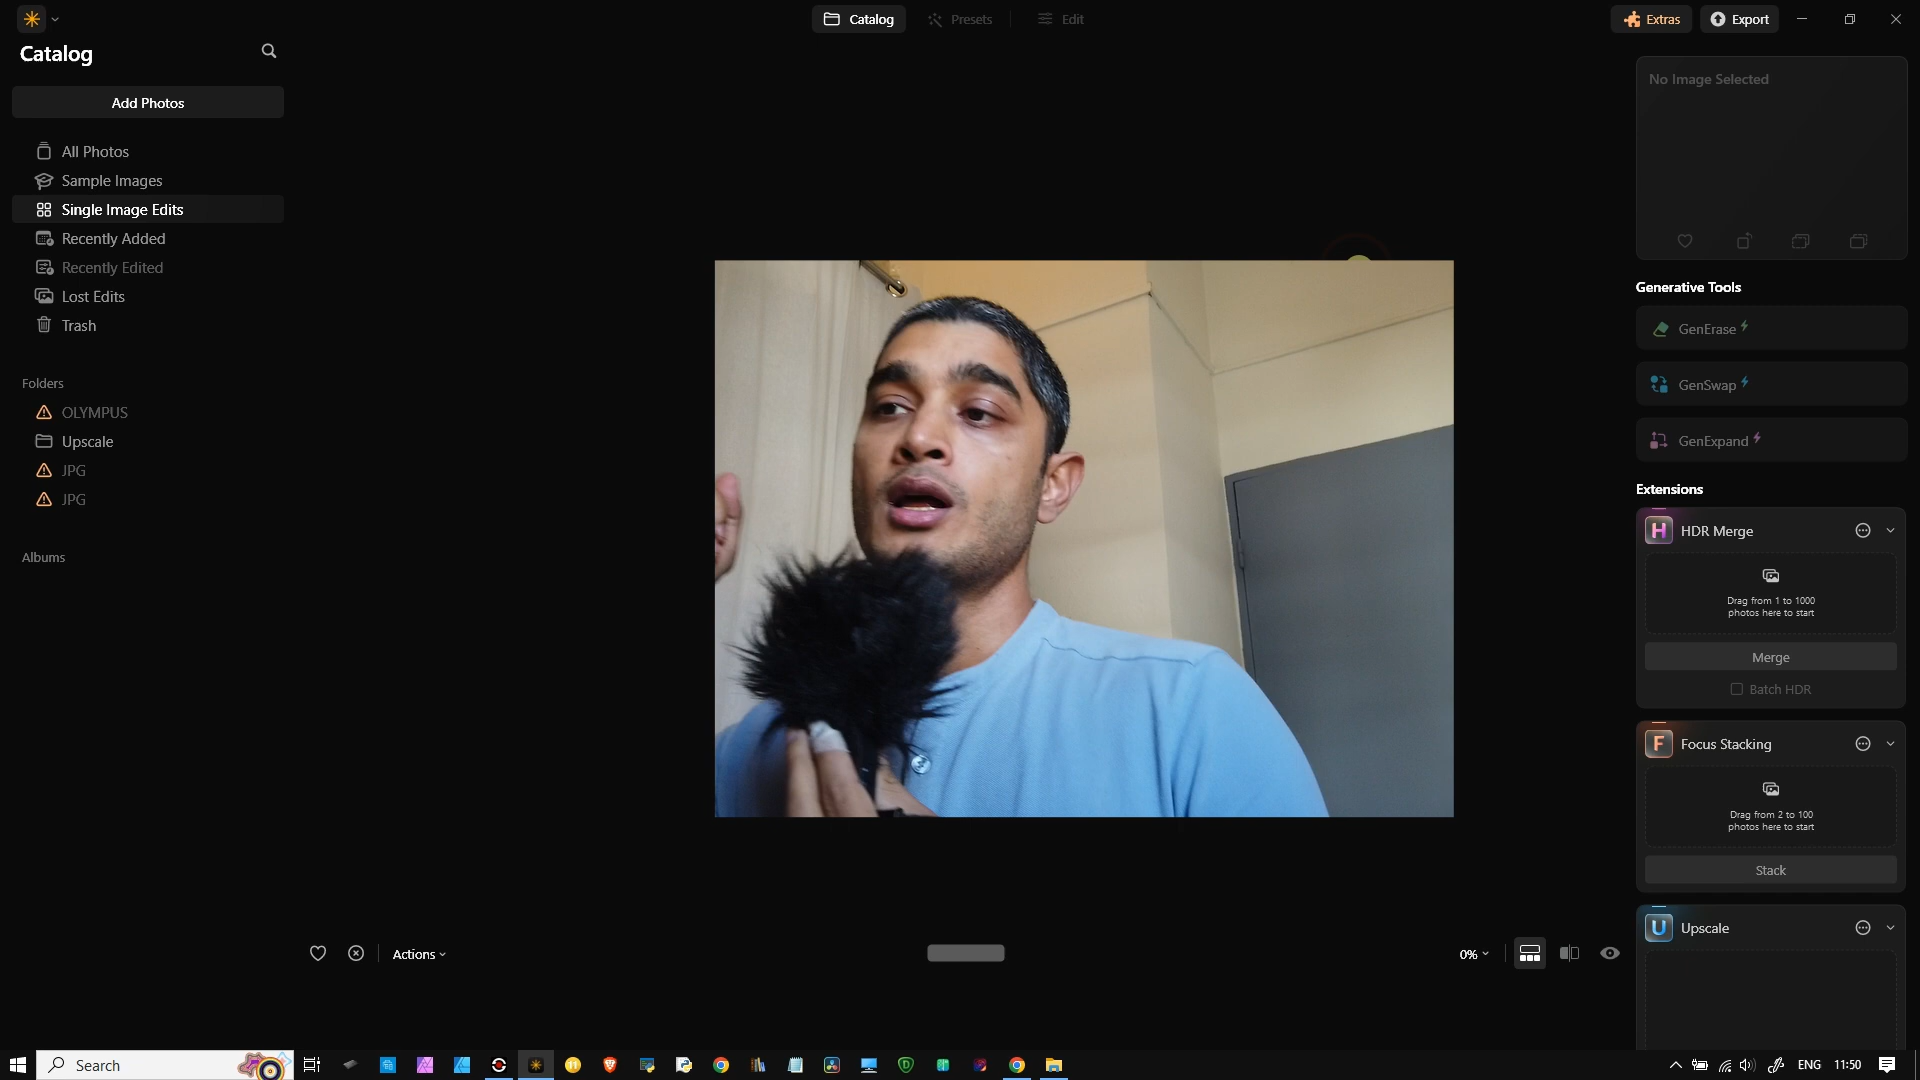 Catalog
Presets
Edit
Extras
Export
Catalog
Add Photos
All Photos
Sample Images
Single Image Edits
Recently Added
Recently Edited
Lost Edits
Trash
Folders
OLYMPUS
Upscale
JPG
JPG
Albums
No Image Selected
Generative Tools
GenErase
GenSwap
GenExpand
Extensions
H HDR Merge
Drag from 1 to 1000
photos here to start
Merge
Batch HDR
F Focus Stacking
Drag from 2 to 100
photos here to start
Stack
U Upscale
Actions
0%
Search
ENG 11:50